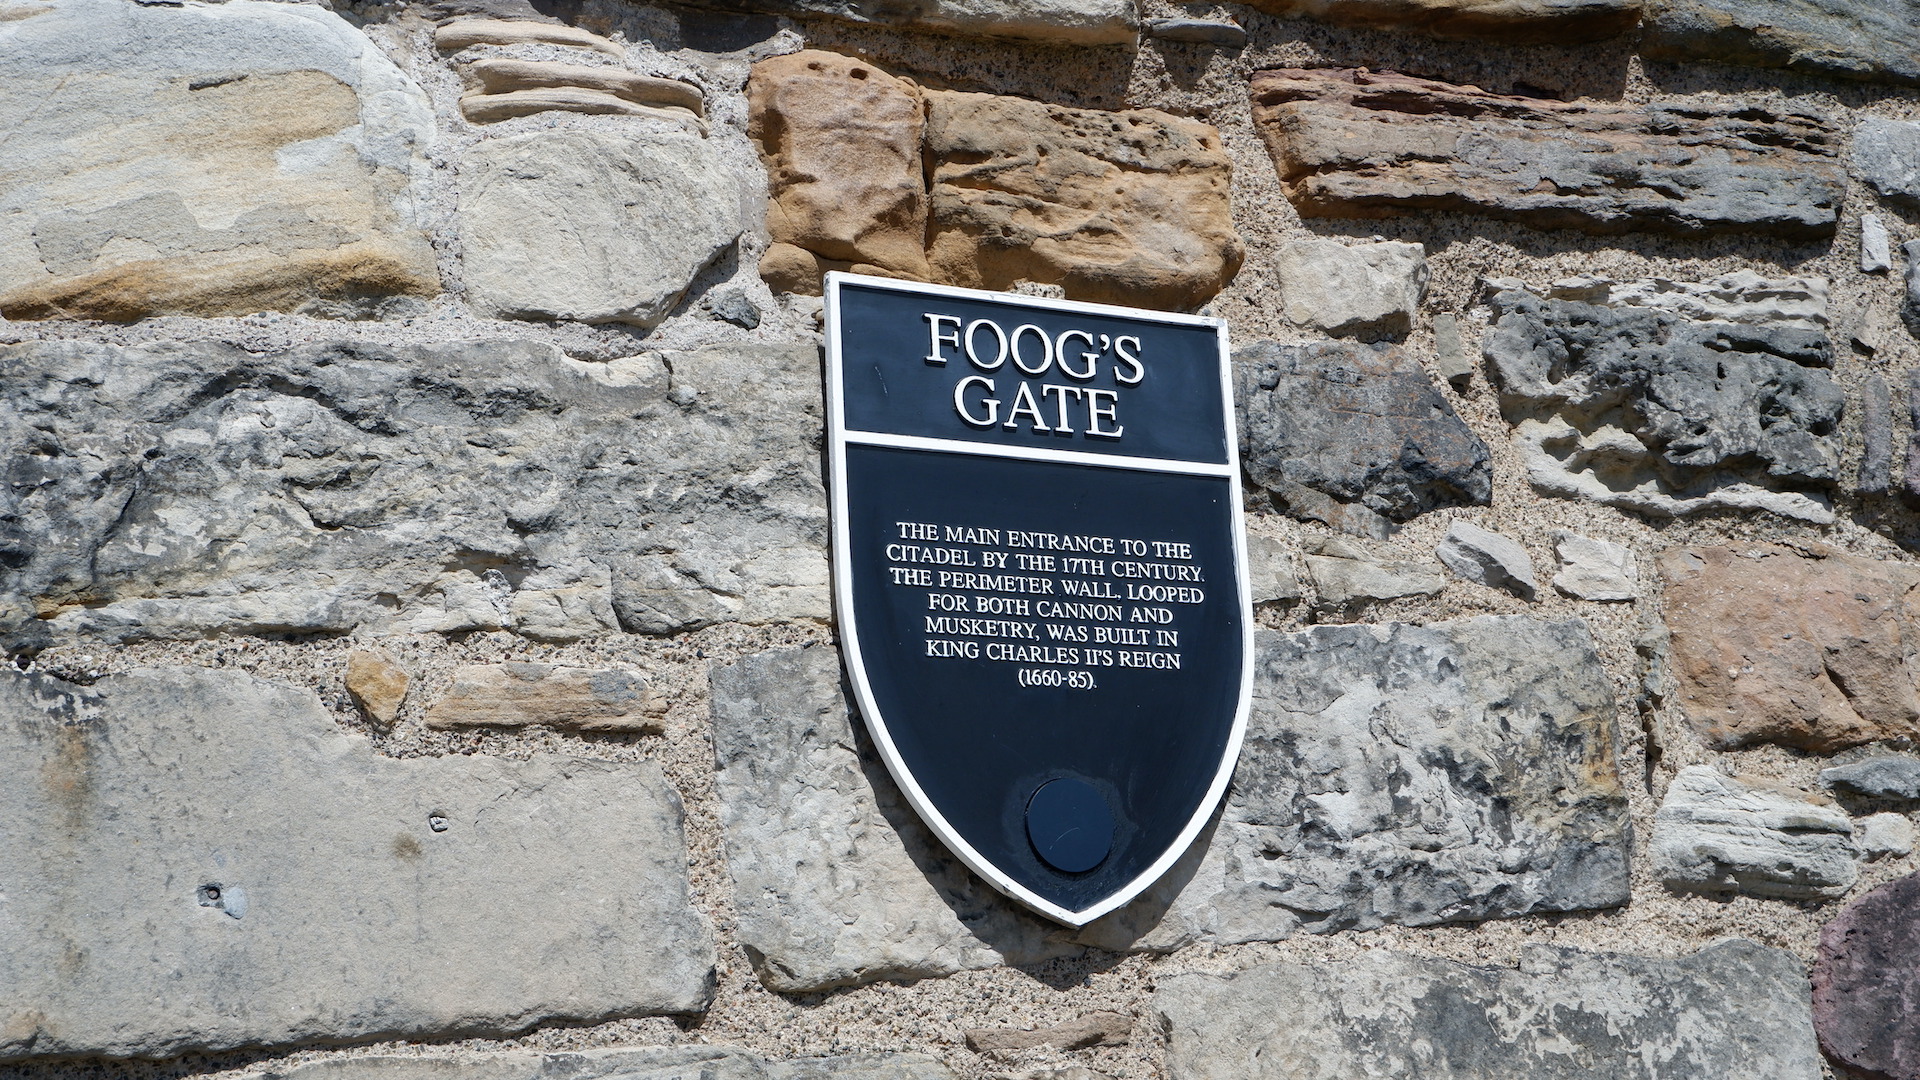 FOOG'S
GATE
THE MAIN ENTRANCE TO THE
CITADEL BY THE 17TH CENTURY.
THE PERIMETER WALL, LOOPED
FOR BOTH CANNON AND
MUSKETRY, WAS BUILT IN
KING CHARLES II'S REIGN
(1660-85).